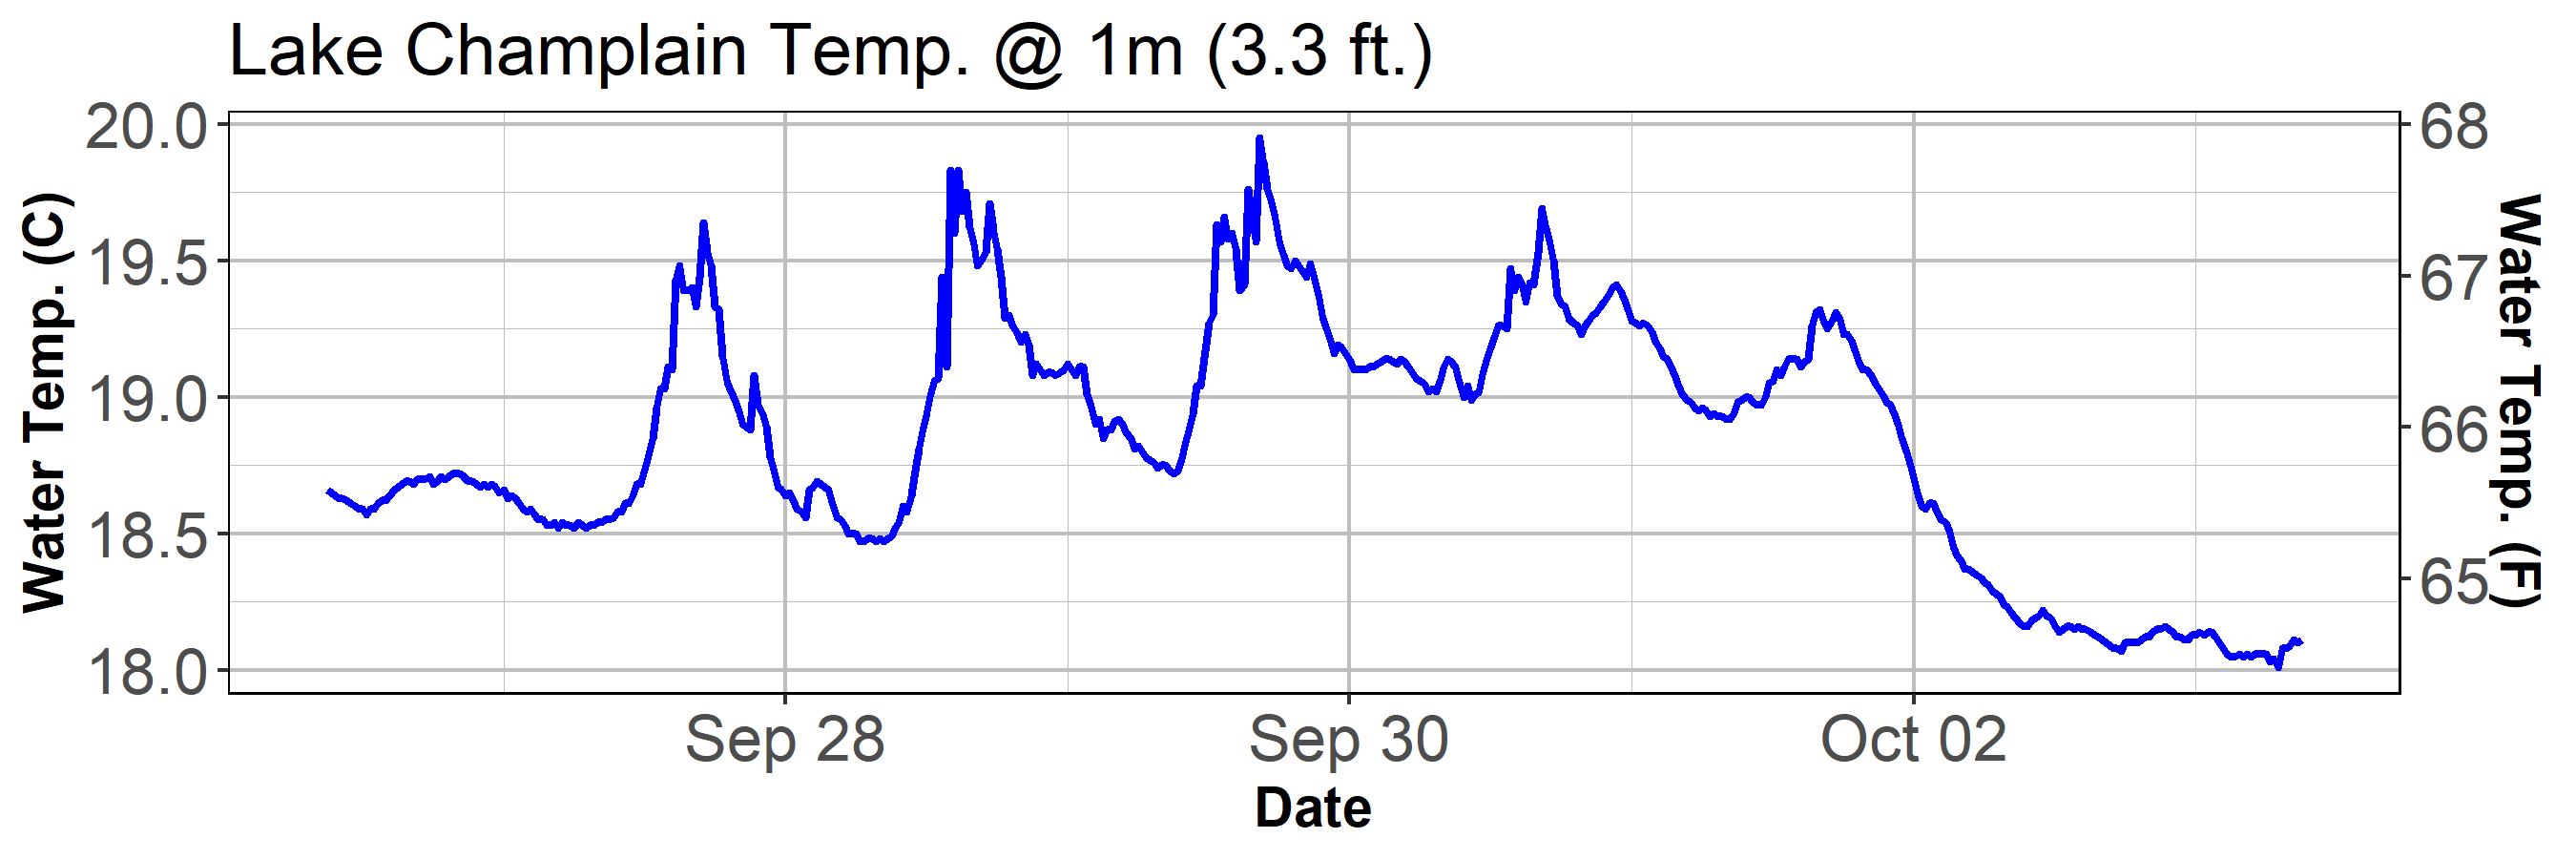 Lake Champlain Temp. @ 1m (3.3 ft.)
Water Temp. (C)
20.0
19.5
19.0
18.5
18.0
68
67
66
65
Water Temp. (F)
Sep 28
Sep 30
Oct 02
Date